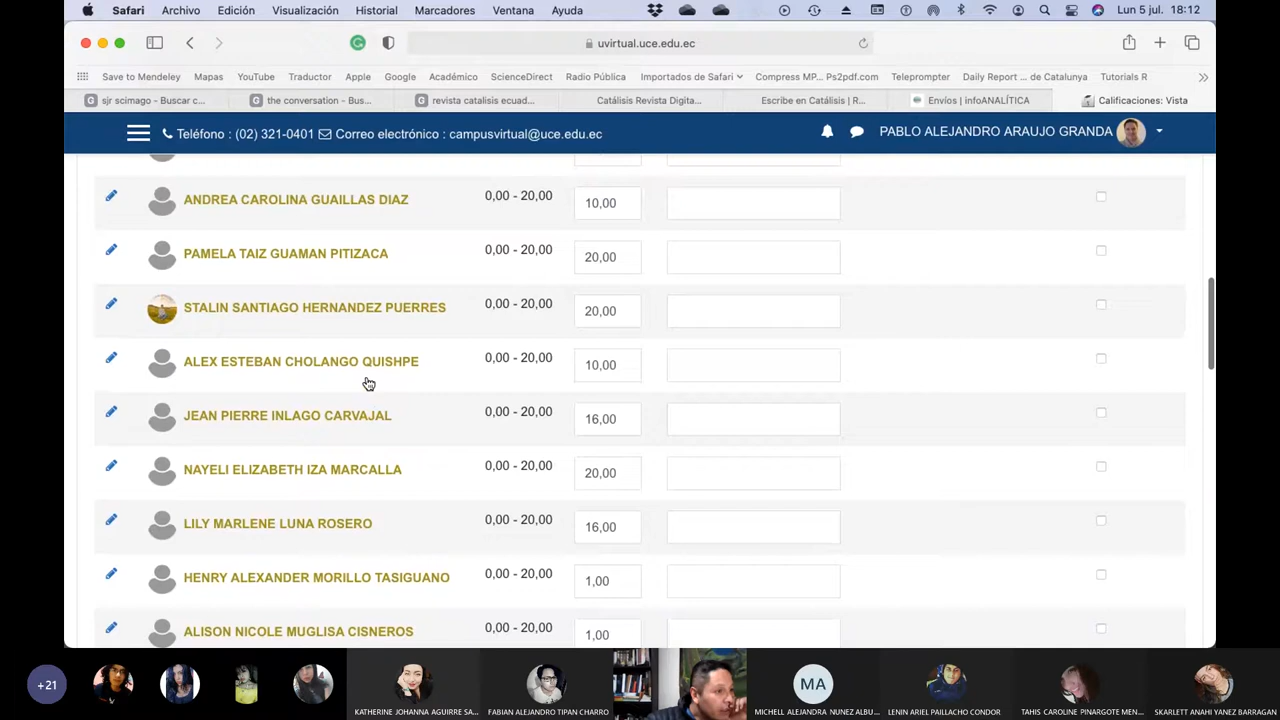 Safari Archivo Edición Visualización Historial Marcadores Ventana Ayuda Lun 5 jul. 18:12
uvirtual.uce.edu.ec
Save to Mendeley Mapas YouTube Traductor Apple Google Académico ScienceDirect Radio Pública Importados de Safari Compress MP... Ps2pdf.com Teleprompter Daily Report ... de Catalunya Tutorials R
sjr scimago - Buscar c... the conversation - Bus... revista catalisis ecuad... Catálisis Revista Digita... Escribe en Catálisis | R... Envíos | infoANALÍTICA Calificaciones: Vista
Teléfono : (02) 321-0401 Correo electrónico : campusvirtual@uce.edu.ec PABLO ALEJANDRO ARAUJO GRANDA
ANDREA CAROLINA GUAILLAS DIAZ 0,00 - 20,00 10,00
PAMELA TAIZ GUAMAN PITIZACA 0,00 - 20,00 20,00
STALIN SANTIAGO HERNANDEZ PUERRES 0,00 - 20,00 20,00
ALEX ESTEBAN CHOLANGO QUISHPE 0,00 - 20,00 10,00
JEAN PIERRE INLAGO CARVAJAL 0,00 - 20,00 16,00
NAYELI ELIZABETH IZA MARCALLA 0,00 - 20,00 20,00
LILY MARLENE LUNA ROSERO 0,00 - 20,00 16,00
HENRY ALEXANDER MORILLO TASIGUANO 0,00 - 20,00 1,00
ALISON NICOLE MUGLISA CISNEROS 0,00 - 20,00 1,00
+21 MA
KATHERINE JOHANNA AGUIRRE SA... FABIAN ALEJANDRO TIPAN CHARRO MICHELL ALEJANDRA NUNEZ ALBU... LENIN ARIEL PAILLACHO CONDOR TAHIS CAROLINE PINARGOTE MEN... SKARLETT ANAHI YANEZ BARRAGAN